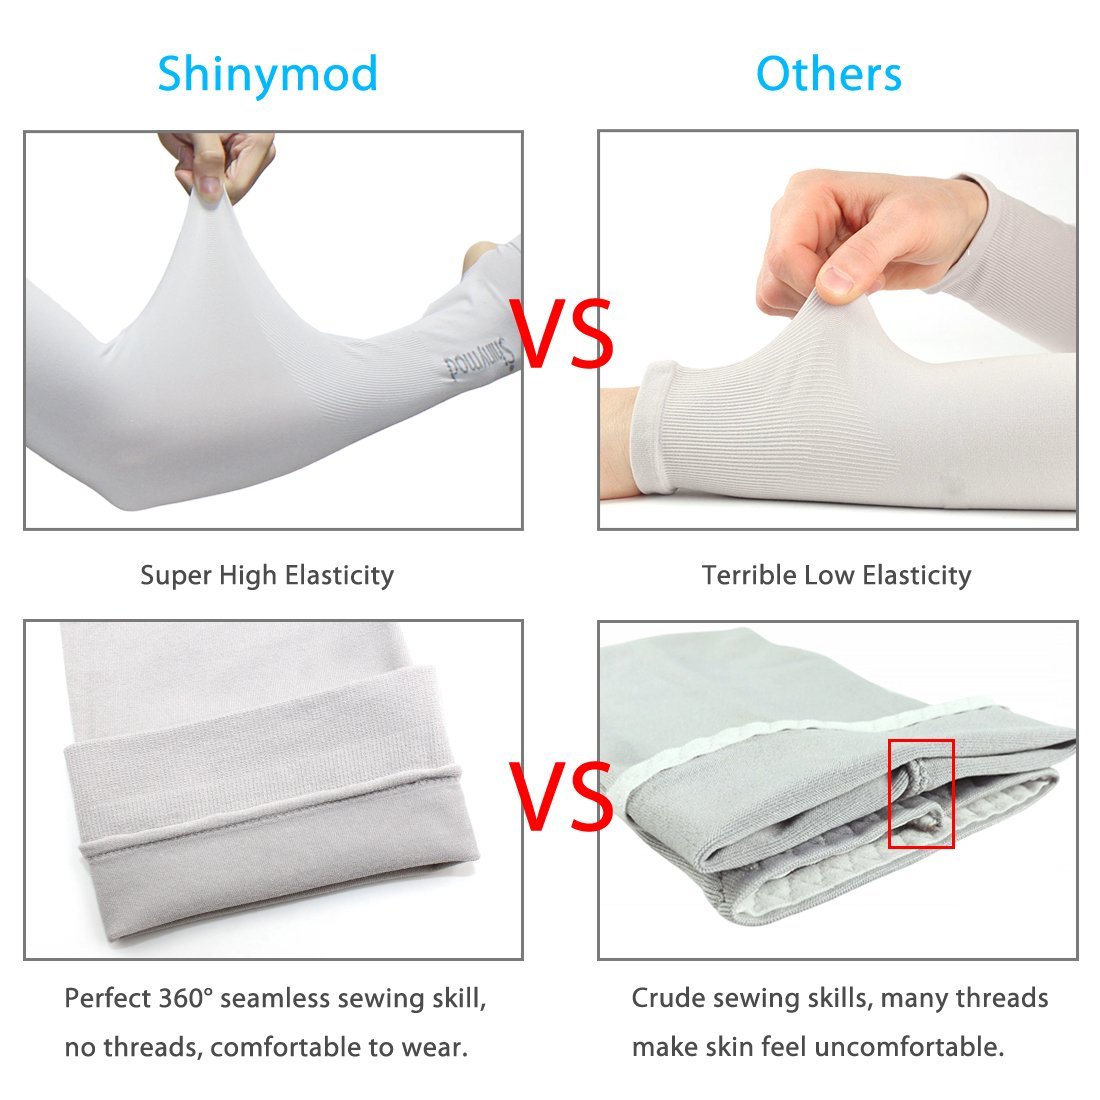 Shinymod
Others
Shinymod
VS
Super High Elasticity
Terrible Low Elasticity
VS
Perfect 360° seamless sewing skill,
no threads, comfortable to wear.
Crude sewing skills, many threads
make skin feel uncomfortable.